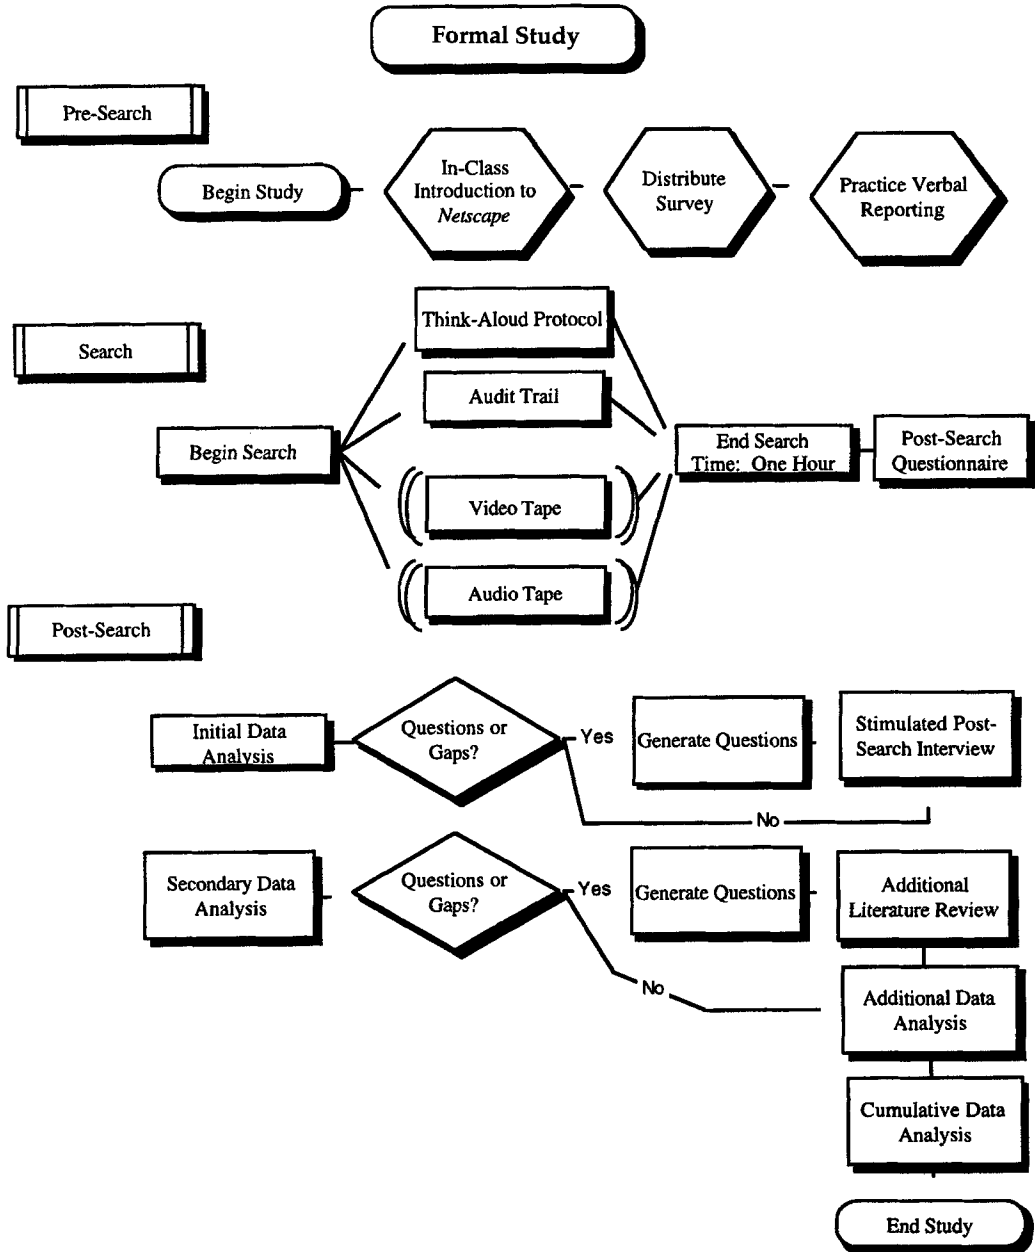 Formal Study
Pre-Search
Begin Study
In-Class
Introduction to
Netscape
Distribute
Survey
Practice Verbal
Reporting
Search
Begin Search
Think-Aloud Protocol
Audit Trail
Video Tape
Audio Tape
End Search
Time: One Hour
Post-Search
Questionnaire
Post-Search
Initial Data
Analysis
Questions or
Gaps?
Yes
Generate Questions
Stimulated Post-
Search Interview
No
Secondary Data
Analysis
Questions or
Gaps?
Yes
Generate Questions
Additional
Literature Review
No
Additional Data
Analysis
Cumulative Data
Analysis
End Study